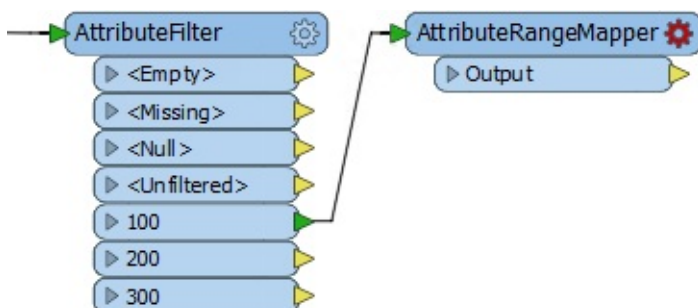 AttributeFilter
<Empty>
<Missing>
<Null>
<Unfiltered>
100
200
300
AttributeRangeMapper
Output